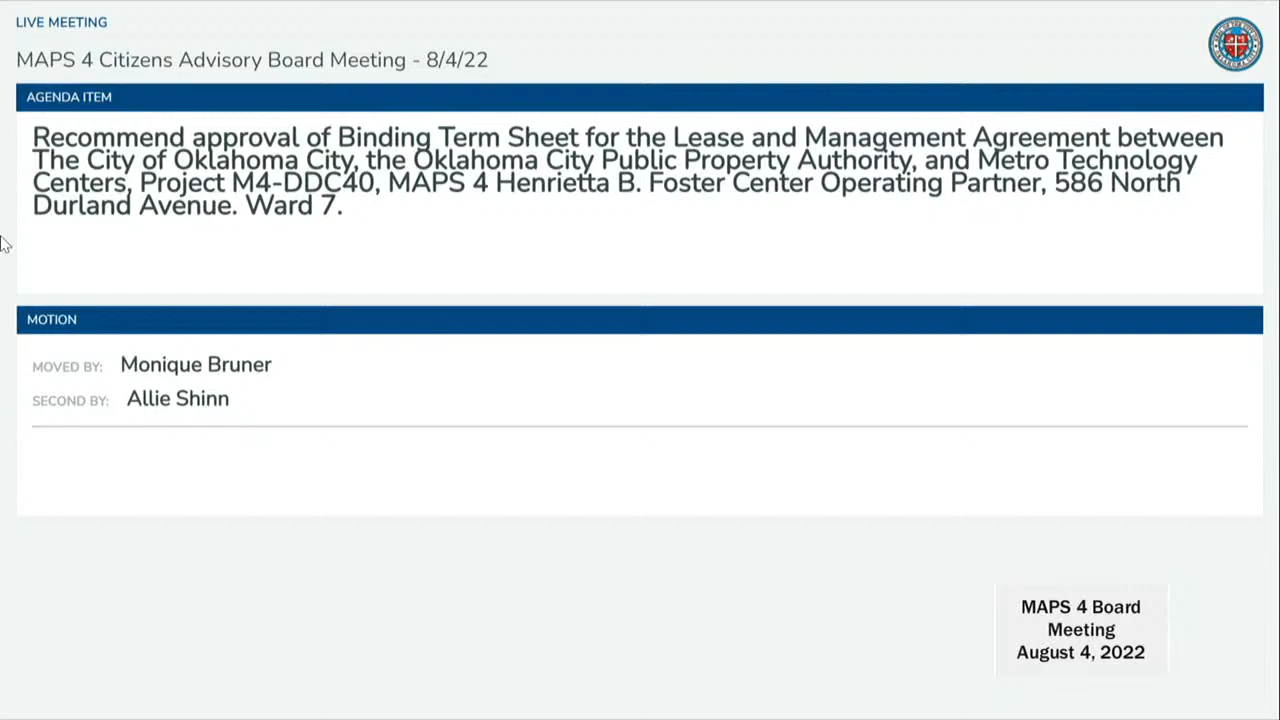 LIVE MEETING
MAPS 4 Citizens Advisory Board Meeting - 8/4/22
AGENDA ITEM
Recommend approval of Binding Term Sheet for the Lease and Management Agreement between
The City of Oklahoma City, the Oklahoma City Public Property Authority, and Metro Technology
Centers, Project M4-DDC40, MAPS 4 Henrietta B. Foster Center Operating Partner, 586 North
Durland Avenue. Ward 7.
MOTION
MOVED BY: Monique Bruner
SECOND BY: Allie Shinn
MAPS 4 Board
Meeting
August 4, 2022